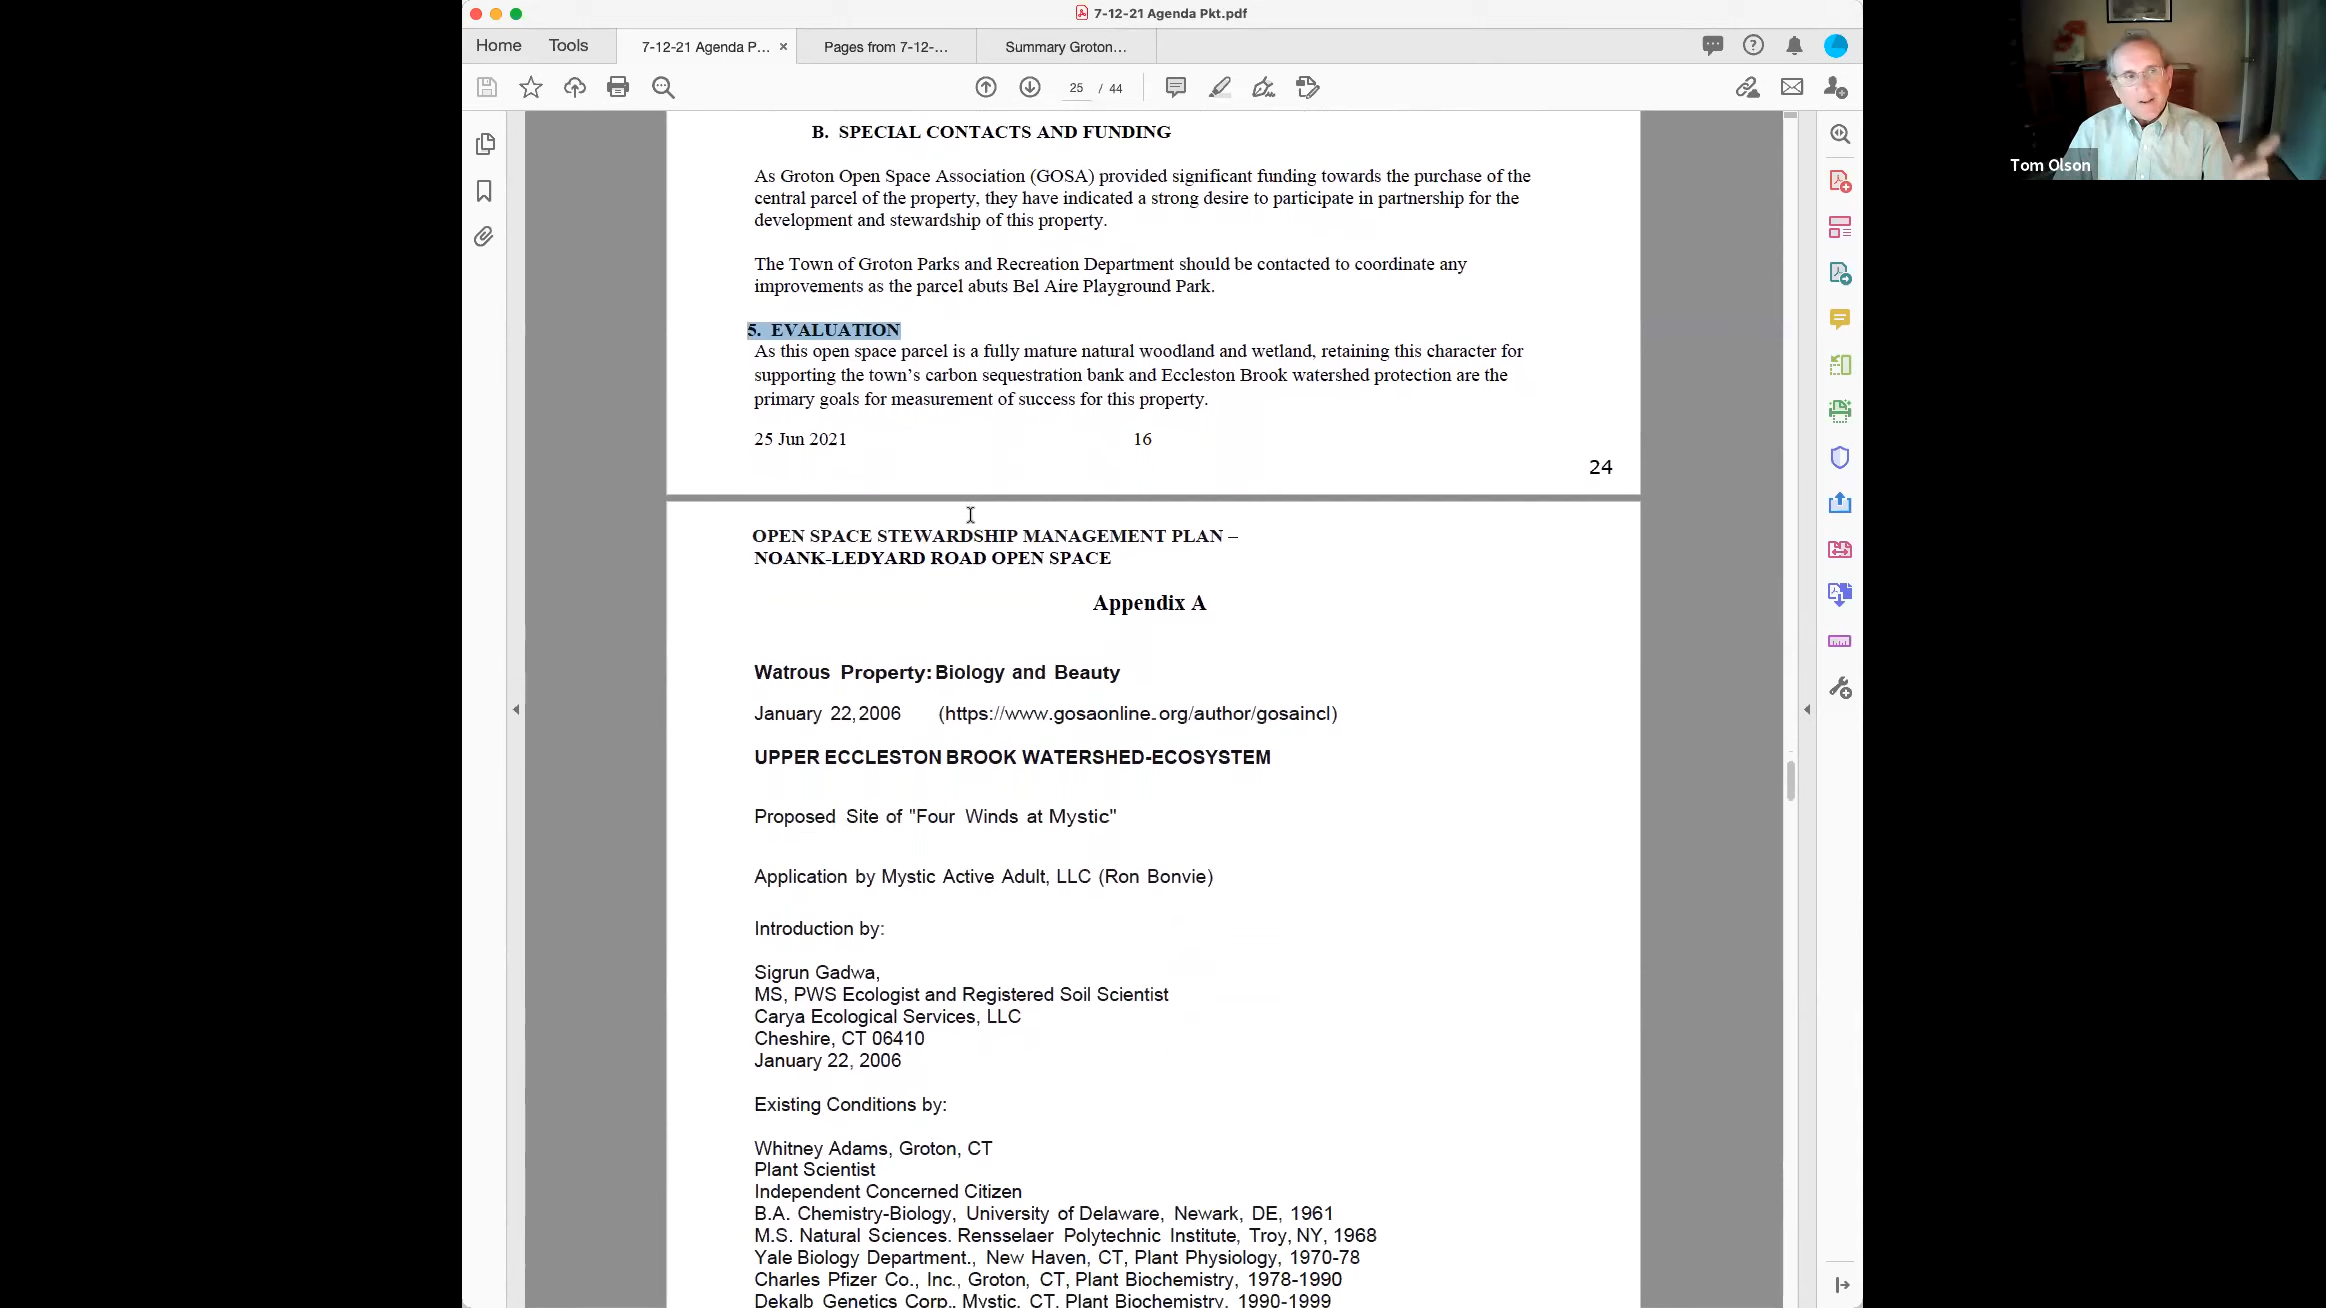 7-12-21 Agenda Pkt.pdf
Home Tools 7-12-21 Agenda P... × Pages from 7-12-... Summary Groton...
25 / 44
B. SPECIAL CONTACTS AND FUNDING
As Groton Open Space Association (GOSA) provided significant funding towards the purchase of the
central parcel of the property, they have indicated a strong desire to participate in partnership for the
development and stewardship of this property.
The Town of Groton Parks and Recreation Department should be contacted to coordinate any
improvements as the parcel abuts Bel Aire Playground Park.
5. EVALUATION
As this open space parcel is a fully mature natural woodland and wetland, retaining this character for
supporting the town's carbon sequestration bank and Eccleston Brook watershed protection are the
primary goals for measurement of success for this property.
25 Jun 2021 16
24
OPEN SPACE STEWARDSHIP MANAGEMENT PLAN –
NOANK-LEDYARD ROAD OPEN SPACE
Appendix A
Watrous Property: Biology and Beauty
January 22, 2006 (https://www.gosaonline.org/author/gosaincl)
UPPER ECCLESTON BROOK WATERSHED-ECOSYSTEM
Proposed Site of "Four Winds at Mystic"
Application by Mystic Active Adult, LLC (Ron Bonvie)
Introduction by:
Sigrun Gadwa,
MS, PWS Ecologist and Registered Soil Scientist
Carya Ecological Services, LLC
Cheshire, CT 06410
January 22, 2006
Existing Conditions by:
Whitney Adams, Groton, CT
Plant Scientist
Independent Concerned Citizen
B.A. Chemistry-Biology, University of Delaware, Newark, DE, 1961
M.S. Natural Sciences. Rensselaer Polytechnic Institute, Troy, NY, 1968
Yale Biology Department., New Haven, CT, Plant Physiology, 1970-78
Charles Pfizer Co., Inc., Groton, CT, Plant Biochemistry, 1978-1990
Dekalb Genetics Corp., Mystic, CT, Plant Biochemistry, 1990-1999
Tom Olson